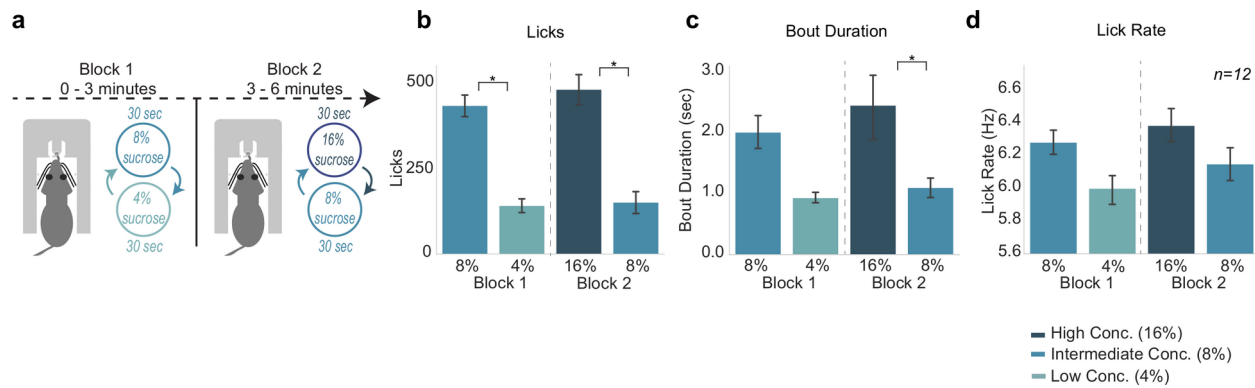 a
Block 1
0 - 3 minutes
Block 2
3 - 6 minutes
30 sec
8%
sucrose
4%
sucrose
30 sec
30 sec
16%
sucrose
8%
sucrose
30 sec
b
Licks
Licks
500
250
0
*
*
8% 4% 16% 8%
Block 1 Block 2
c
Bout Duration
Bout Duration (sec)
3.0
2.0
1.0
0.0
*
8% 4% 16% 8%
Block 1 Block 2
d
Lick Rate
n=12
Lick Rate (Hz)
6.6
6.4
6.2
6.0
5.8
5.6
8% 4% 16% 8%
Block 1 Block 2
High Conc. (16%)
Intermediate Conc. (8%)
Low Conc. (4%)